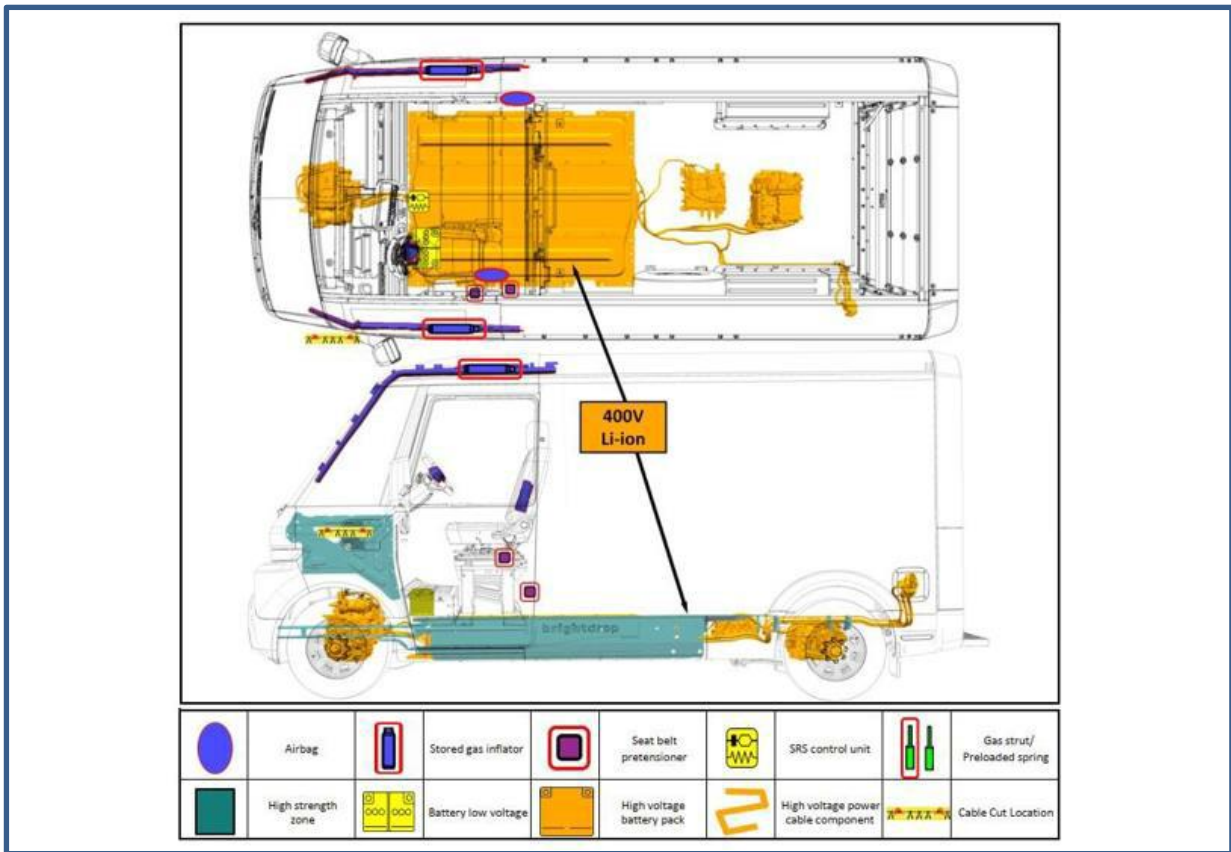 400V
Li-ion
brightdrop
Airbag
Stored gas inflator
Seat belt
pretensioner
SRS control unit
Gas strut/
Preloaded spring
High strength
zone
Battery low voltage
High voltage
battery pack
High voltage power
cable component
Cable Cut Location